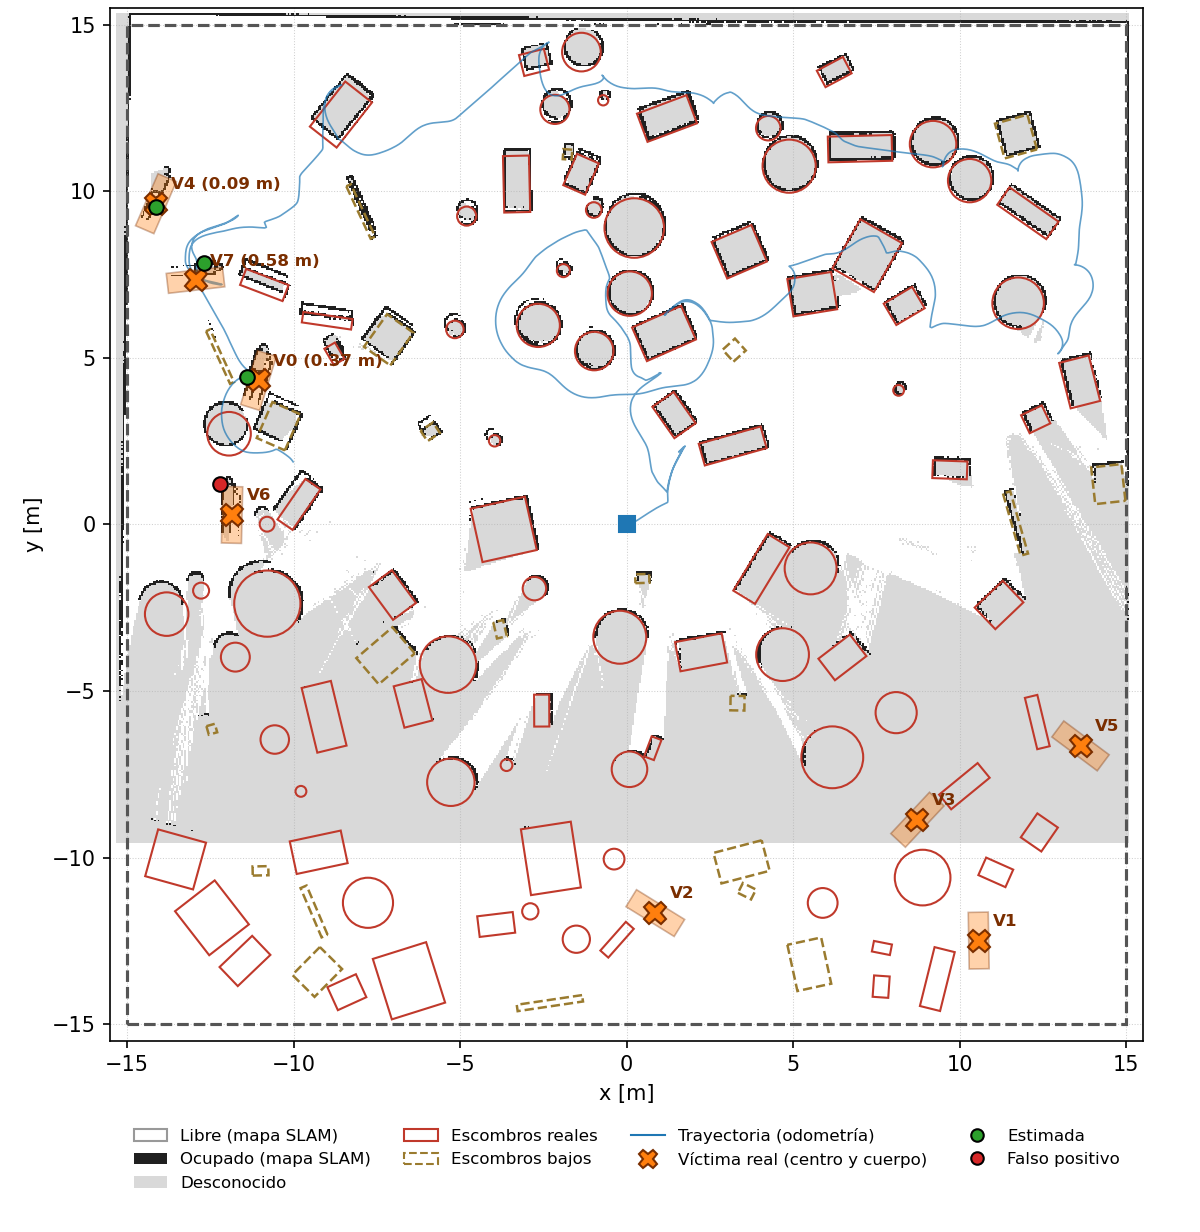 15
10
5
0
−5
−10
−15
y [m]
V4 (0.09 m)
V7 (0.58 m)
V0 (0.37 m)
V6
V5
V3
V2
V1
−15 −10 −5 0 5 10 15
x [m]
Libre (mapa SLAM) Escombros reales Trayectoria (odometría) Estimada
Ocupado (mapa SLAM) Escombros bajos Víctima real (centro y cuerpo) Falso positivo
Desconocido